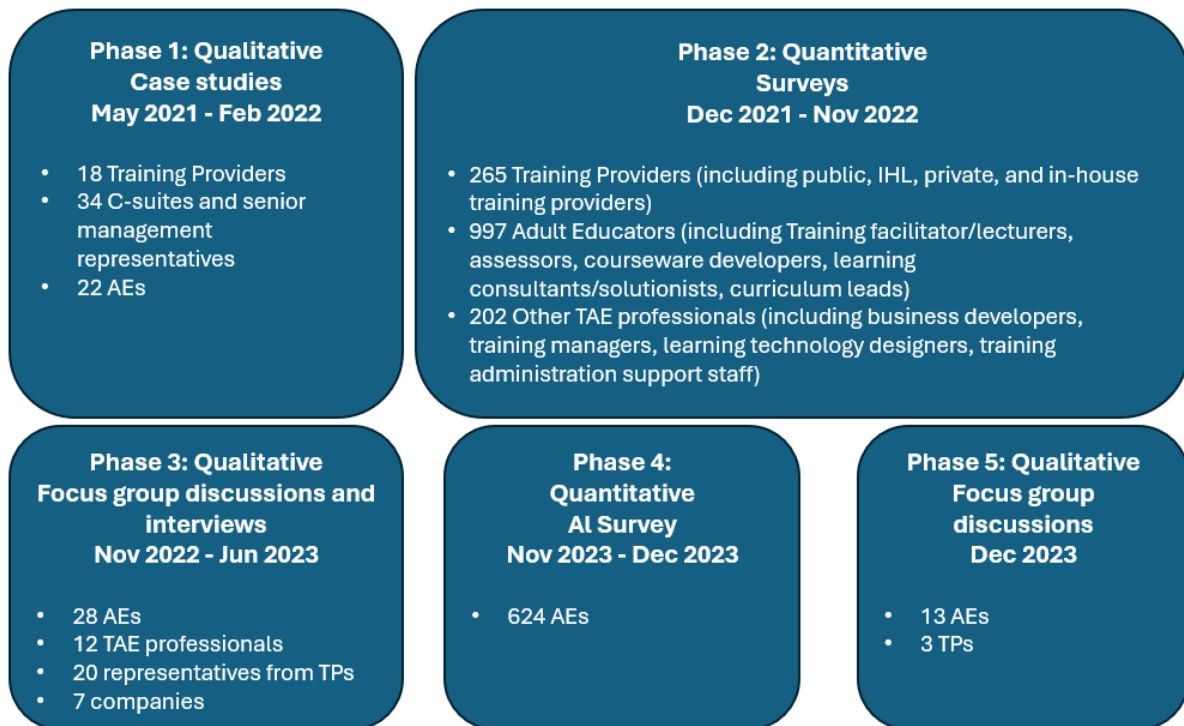 Phase 1: Qualitative
Case studies
May 2021 - Feb 2022
• 18 Training Providers
• 34 C-suites and senior
management
representatives
• 22 AEs
Phase 2: Quantitative
Surveys
Dec 2021 - Nov 2022
• 265 Training Providers (including public, IHL, private, and in-house
training providers)
• 997 Adult Educators (including Training facilitator/lecturers,
assessors, courseware developers, learning
consultants/solutionists, curriculum leads)
• 202 Other TAE professionals (including business developers,
training managers, learning technology designers, training
administration support staff)
Phase 3: Qualitative
Focus group discussions and
interviews
Nov 2022 - Jun 2023
• 28 AEs
• 12 TAE professionals
• 20 representatives from TPs
• 7 companies
Phase 4:
Quantitative
AI Survey
Nov 2023 - Dec 2023
• 624 AEs
Phase 5: Qualitative
Focus group
discussions
Dec 2023
• 13 AEs
• 3 TPs